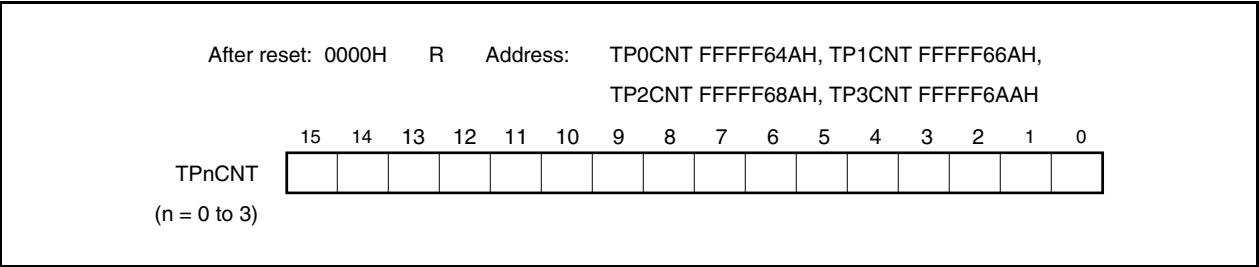 After reset: 0000H R Address: TP0CNT FFFFF64AH, TP1CNT FFFFF66AH,
TP2CNT FFFFF68AH, TP3CNT FFFFF6AAH
15 14 13 12 11 10 9 8 7 6 5 4 3 2 1 0
TPnCNT
(n = 0 to 3)